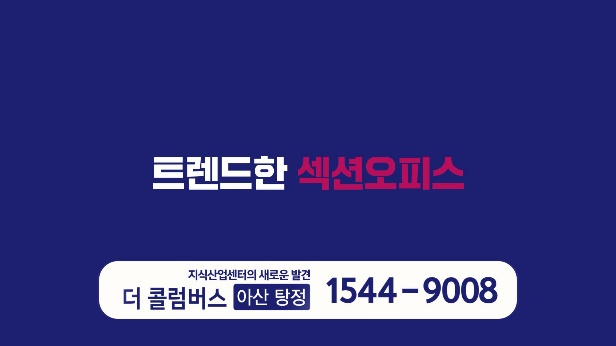 트렌드한 섹션오피스
지식산업센터의 새로운 발견
더 콜럼버스 아산 탕정 1544-9008